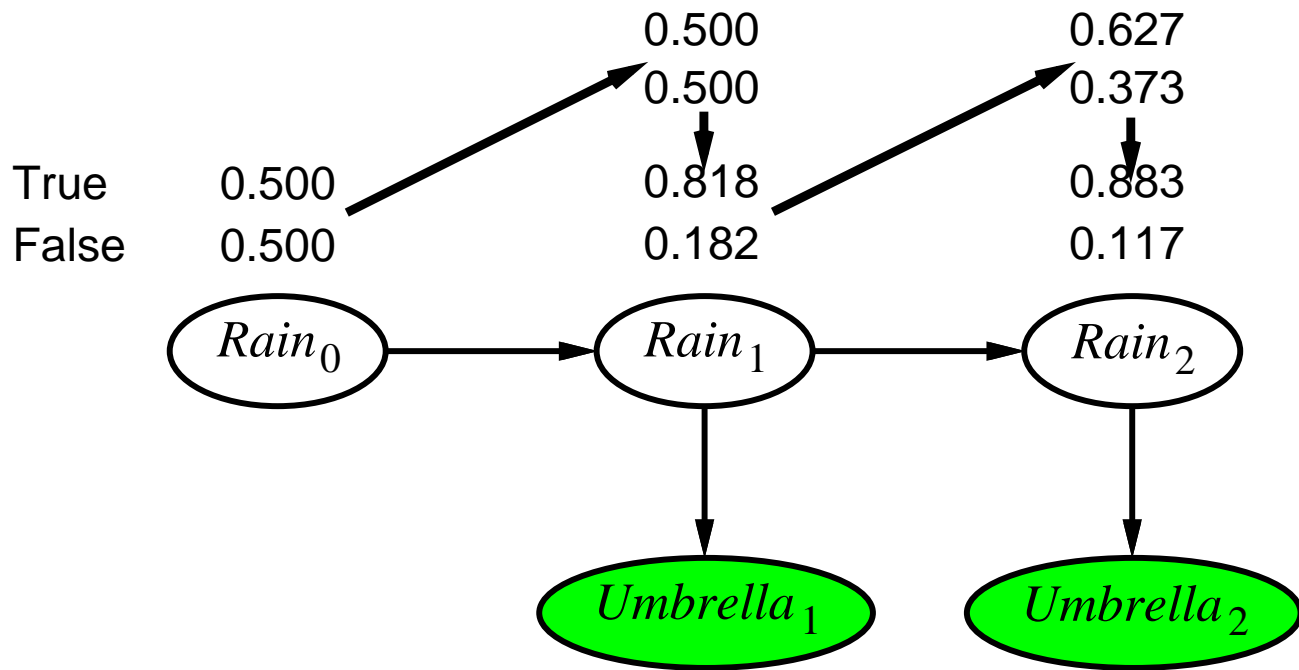 0.500 0.627
0.500 0.373
True 0.500 0.818 0.883
False 0.500 0.182 0.117
Rain0 Rain1 Rain2
Umbrella1 Umbrella2